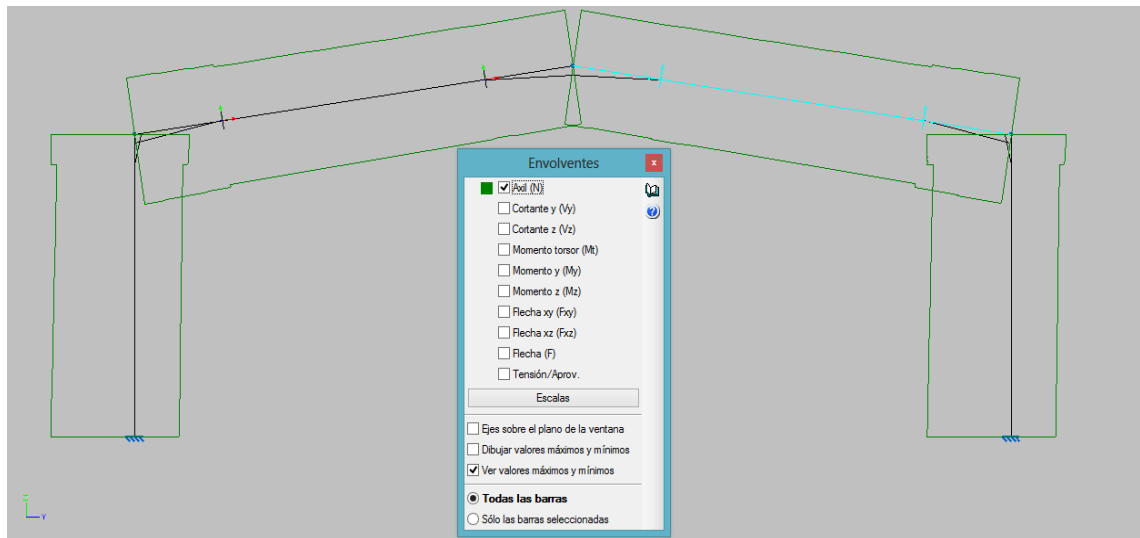 Envolventes
x
Axil (N)
Cortante y (Vy)
Cortante z (Vz)
Momento torsor (Mt)
Momento y (My)
Momento z (Mz)
Flecha xy (Fxy)
Flecha xz (Fxz)
Flecha (F)
Tensión/Aprov.
Escalas
Ejes sobre el plano de la ventana
Dibujar valores máximos y mínimos
Ver valores máximos y mínimos
Todas las barras
Sólo las barras seleccionadas
Z
Y